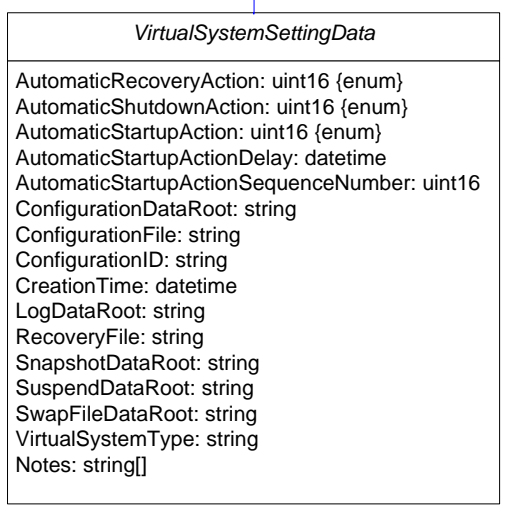 VirtualSystemSettingData
AutomaticRecoveryAction: uint16 {enum}
AutomaticShutdownAction: uint16 {enum}
AutomaticStartupAction: uint16 {enum}
AutomaticStartupActionDelay: datetime
AutomaticStartupActionSequenceNumber: uint16
ConfigurationDataRoot: string
ConfigurationFile: string
ConfigurationID: string
CreationTime: datetime
LogDataRoot: string
RecoveryFile: string
SnapshotDataRoot: string
SuspendDataRoot: string
SwapFileDataRoot: string
VirtualSystemType: string
Notes: string[]